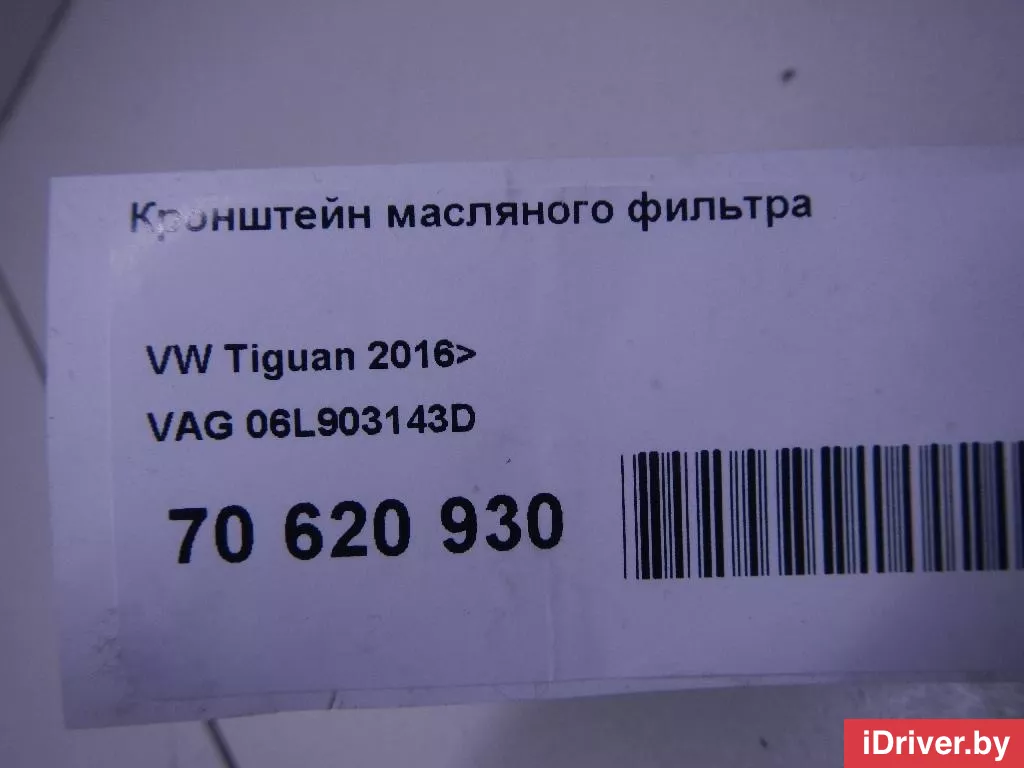 Кронштейн масляного фильтра
VW Tiguan 2016>
VAG 06L903143D
70 620 930
iDriver.by